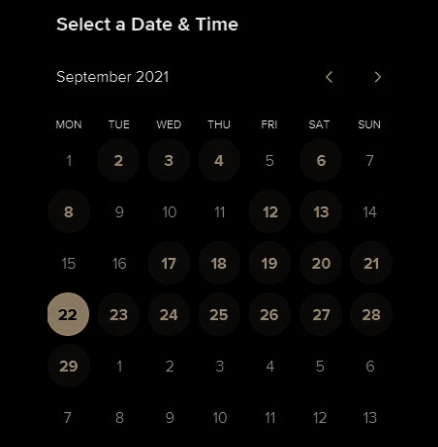 Select a Date & Time
September 2021
MON TUE WED THU FRI SAT SUN
1 2 3 4 5 6 7
8 9 10 11 12 13 14
15 16 17 18 19 20 21
22 23 24 25 26 27 28
29 1 2 3 4 5 6
7 8 9 10 11 12 13